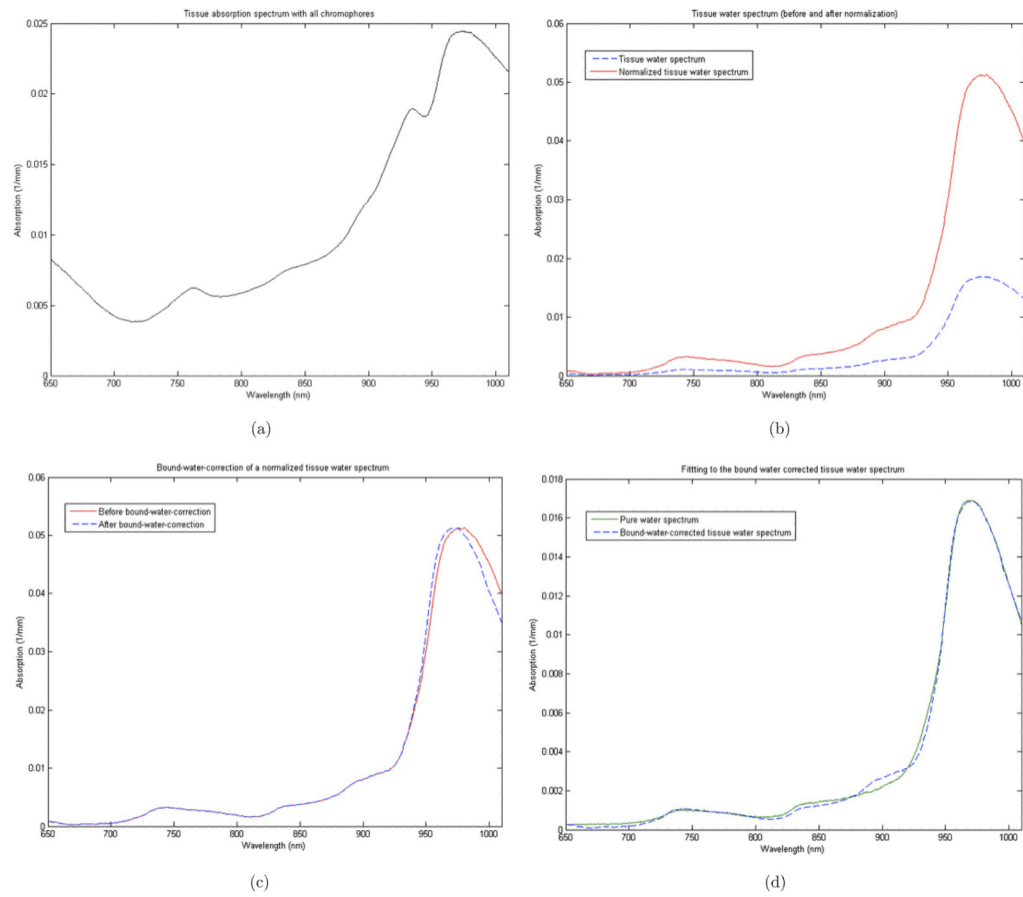 Tissue absorption spectrum with all chromophores
0.025
0.02
0.015
0.01
0.005
0
650 700 750 800 850 900 950 1000
Absorption (1/mm)
Wavelength (nm)
(a)
Tissue water spectrum (before and after normalization)
Tissue water spectrum
Normalized tissue water spectrum
0.06
0.05
0.04
0.03
0.02
0.01
0
650 700 750 800 850 900 950 1000
Absorption (1/mm)
Wavelength (nm)
(b)
Bound-water-correction of a normalized tissue water spectrum
Before bound-water-correction
After bound-water-correction
0.06
0.05
0.04
0.03
0.02
0.01
0
650 700 750 800 850 900 950 1000
Absorption (1/mm)
Wavelength (nm)
(c)
Fittting to the bound water corrected tissue water spectrum
Pure water spectrum
Bound-water-corrected tissue water spectrum
0.018
0.016
0.014
0.012
0.01
0.008
0.006
0.004
0.002
0
650 700 750 800 850 900 950 1000
Absorption (1/mm)
Wavelength (nm)
(d)